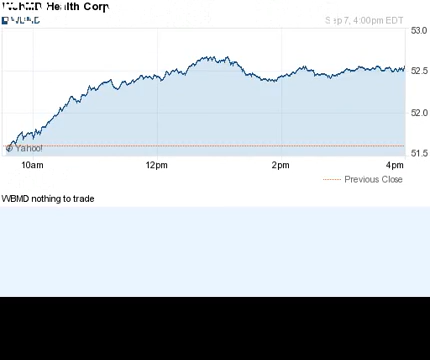 WebMD Health Corp
Sep 7, 4:00pm EDT
53.0
52.5
52.0
51.5
© Yahoo!
10am 12pm 2pm 4pm
Previous Close
WBMD nothing to trade